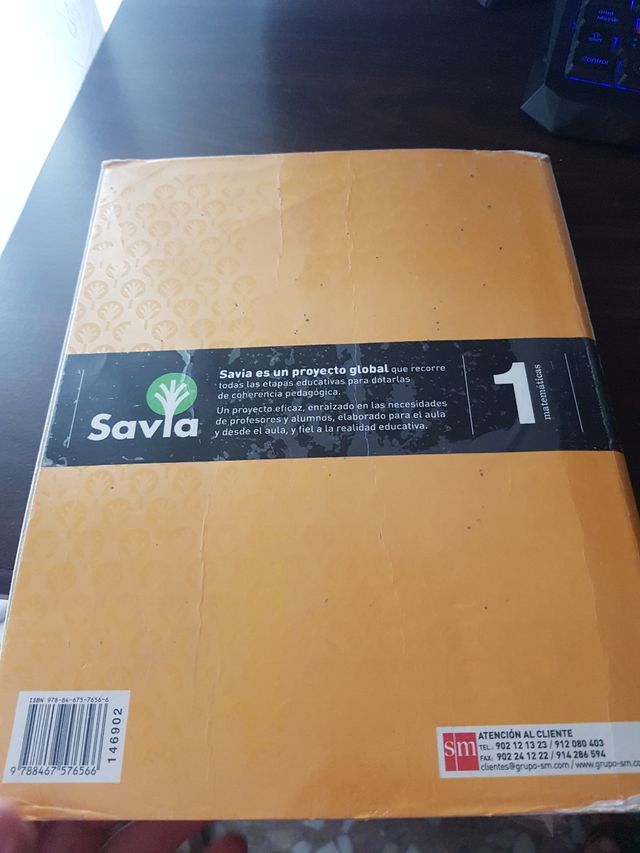 control
Savia
Savia es un proyecto global que recorre
todas las etapas educativas para dotarlas
de coherencia pedagógica.
Un proyecto eficaz, enraizado en las necesidades
de profesores y alumnos, elaborado para el aula
y desde el aula, y fiel a la realidad educativa.
1
matemáticas
ISBN 978-84-675-7656-6
9 788467 576566
146902
sm
ATENCIÓN AL CLIENTE
TEL.: 902 12 13 23 / 912 080 403
FAX: 902 24 12 22 / 914 286 594
clientes@grupo-sm.com / www.grupo-sm.co